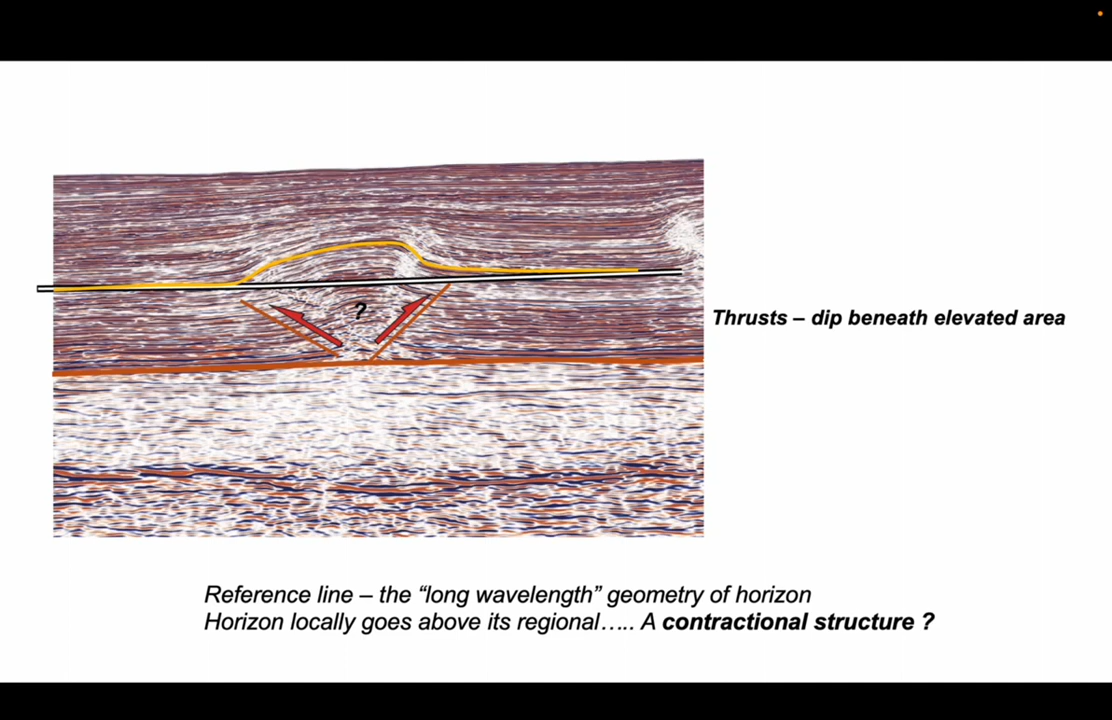 ?
Thrusts – dip beneath elevated area
Reference line – the “long wavelength” geometry of horizon
Horizon locally goes above its regional….. A contractional structure ?